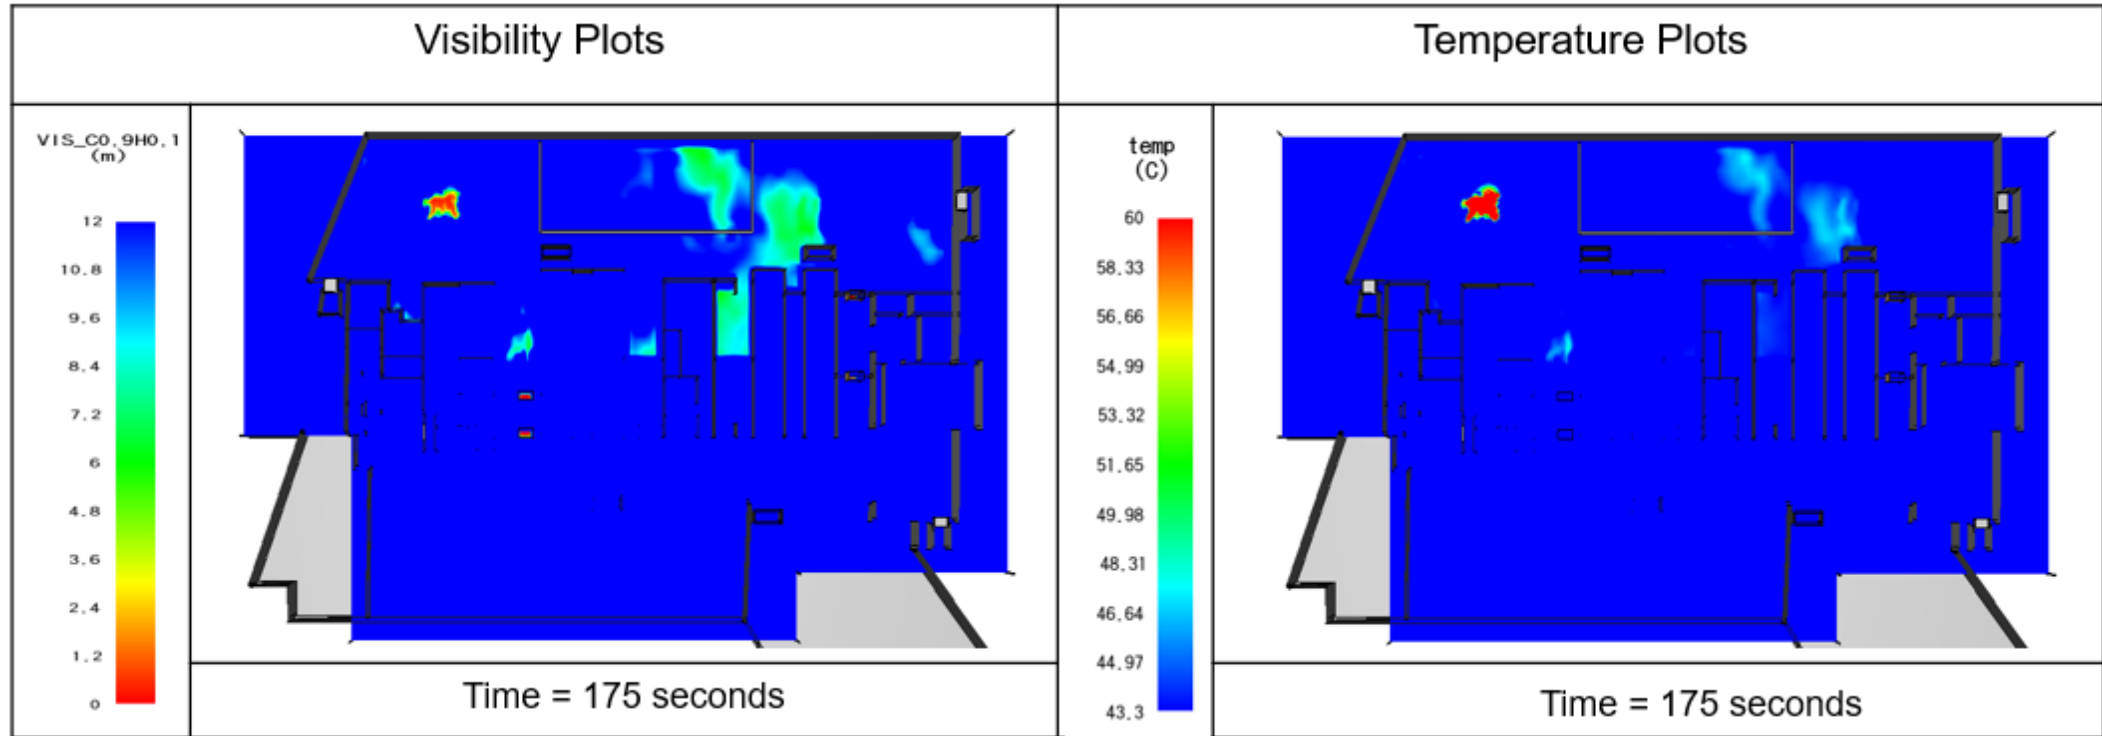 Visibility Plots
Temperature Plots
VIS_C0.9H0.1
(m)
12
10.8
9.6
8.4
7.2
6
4.8
3.6
2.4
1.2
0
temp
(C)
60
58.33
56.66
54.99
53.32
51.65
49.98
48.31
46.64
44.97
43.3
Time = 175 seconds
Time = 175 seconds